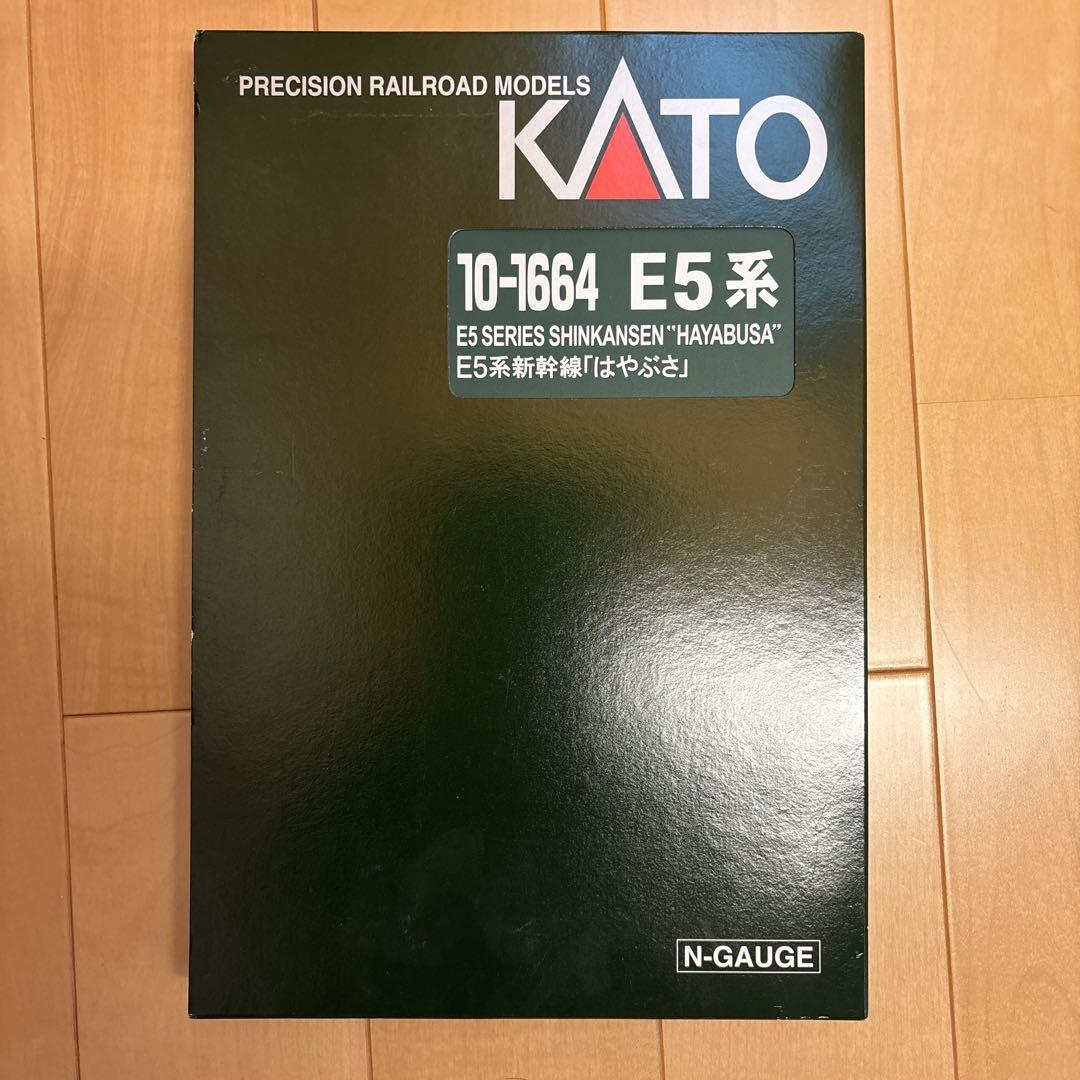 PRECISION RAILROAD MODELS
KATO
10-1664 E5系
E5 SERIES SHINKANSEN "HAYABUSA"
E5系新幹線「はやぶさ」
N-GAUGE